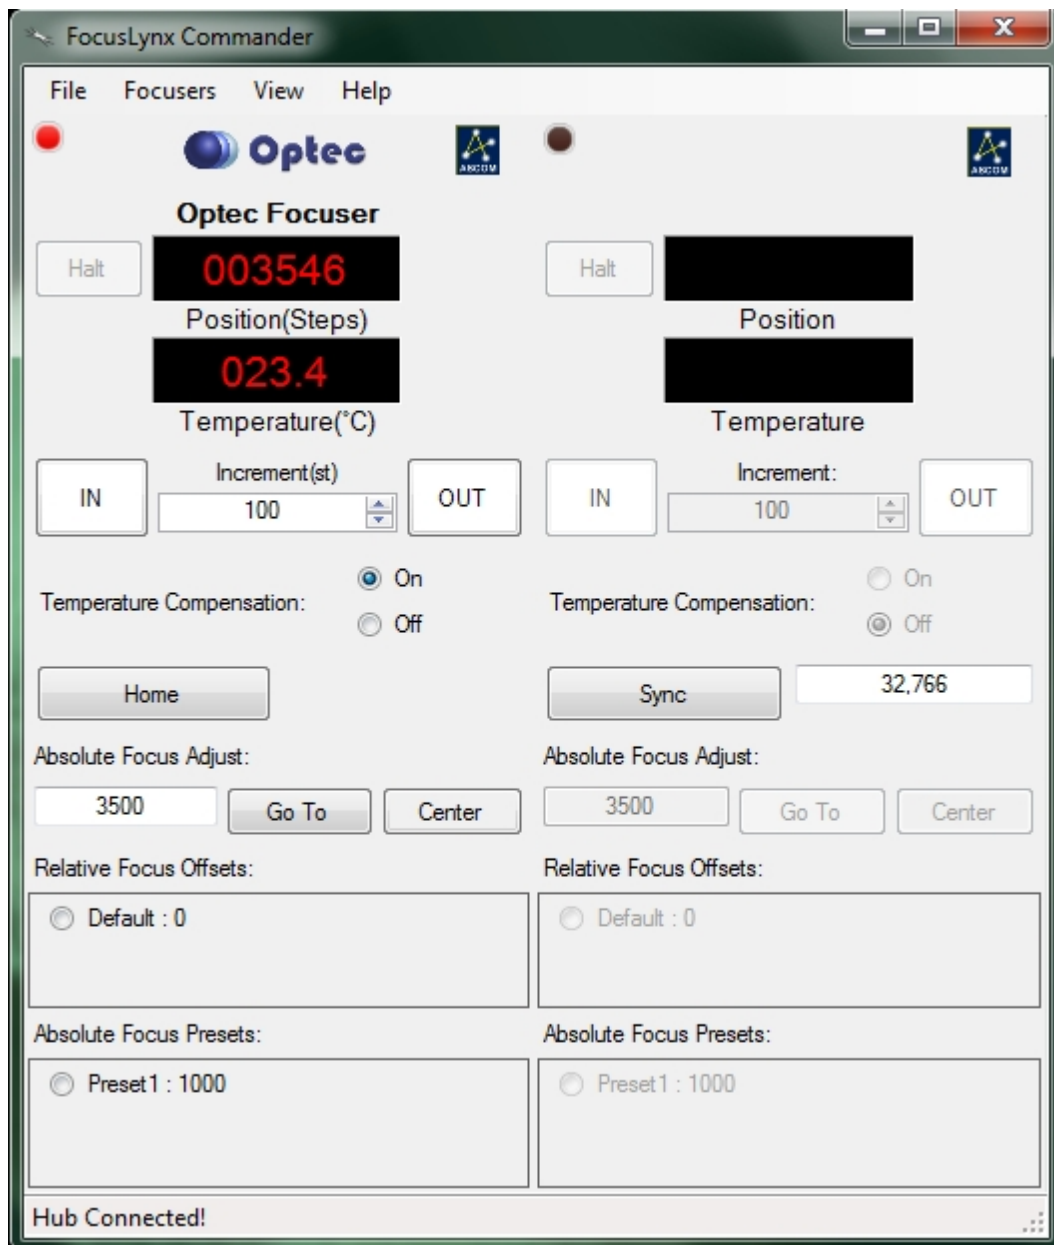 FocusLynx Commander
File Focusers View Help
Optec ASCOM ASCOM
Optec Focuser
Halt 003546 Halt
Position(Steps) Position
023.4
Temperature(°C) Temperature
Increment(st) Increment:
IN 100 OUT IN 100 OUT
On On
Temperature Compensation: Temperature Compensation:
Off Off
Home Sync 32,766
Absolute Focus Adjust: Absolute Focus Adjust:
3500 Go To Center 3500 Go To Center
Relative Focus Offsets: Relative Focus Offsets:
Default : 0 Default : 0
Absolute Focus Presets: Absolute Focus Presets:
Preset1 : 1000 Preset1 : 1000
Hub Connected!